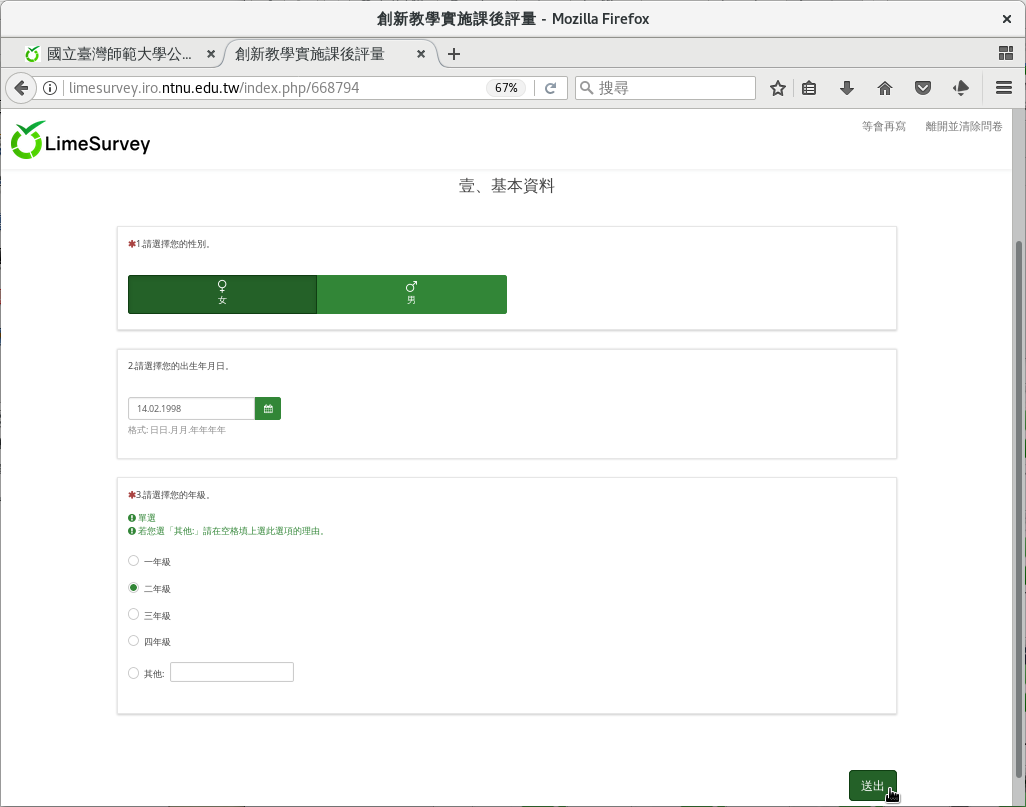 創新教學實施課後評量 - Mozilla Firefox
國立臺灣師範大學公... 創新教學實施課後評量
limesurvey.iro.ntnu.edu.tw/index.php/668794 67% 搜尋
LimeSurvey 等會再寫 離開並清除問卷
壹、基本資料
✱1.請選擇您的性別。
女 男
2.請選擇您的出生年月日。
14.02.1998
格式: 日日.月月.年年年年
✱3.請選擇您的年級。
單選
若您選「其他:」請在空格填上選此選項的理由。
一年級
二年級
三年級
四年級
其他:
送出